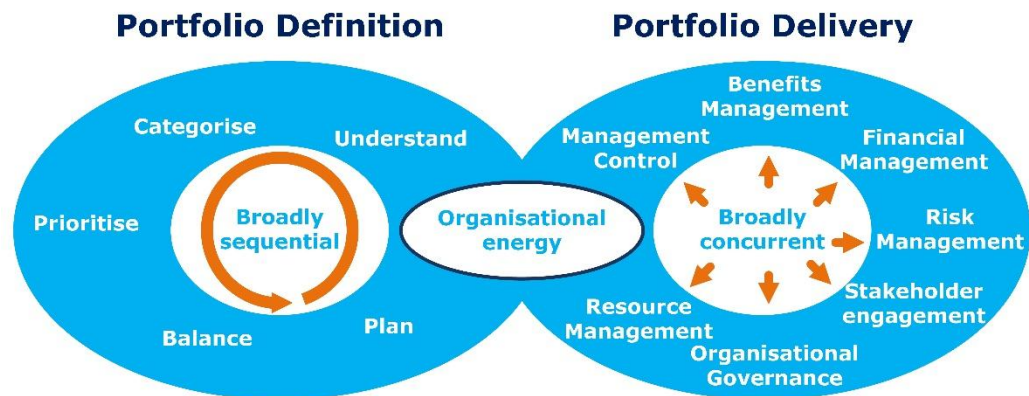 Portfolio Definition
Portfolio Delivery
Categorise
Understand
Prioritise
Broadly
sequential
Balance
Plan
Organisational
energy
Benefits
Management
Management
Control
Financial
Management
Broadly
concurrent
Risk
Management
Resource
Management
Stakeholder
engagement
Organisational
Governance